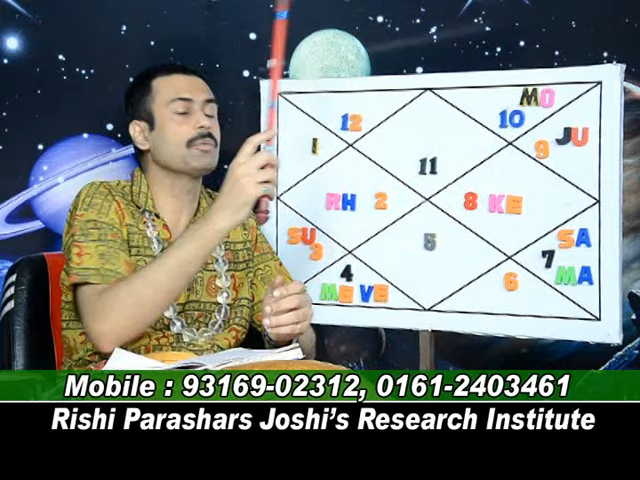 MO
12
10
1
9 JU
11
RH 2
8 KE
SU
3
5
SA
7
MA
4
ME VE
6
Mobile : 93169-02312, 0161-2403461
Rishi Parashars Joshi's Research Institute